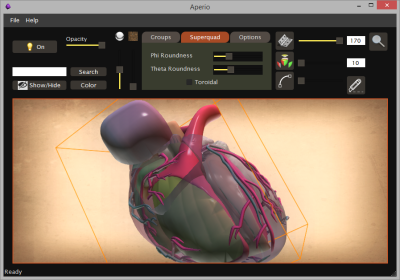 Aperio
File Help
On
Opacity
Groups Superquad Options
Phi Roundness
Theta Roundness
Toroidal
170
10
Search
Show/Hide Color
Ready